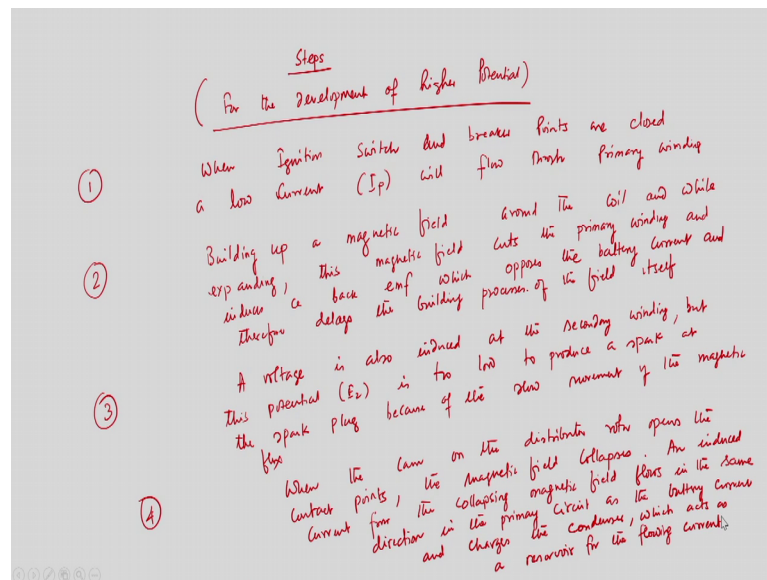 Steps
(For the Development of higher Potential)
① When Ignition Switch and breaker Points are closed
a low Current (Ip) will flow through Primary winding
② Building up a magnetic field around the coil and while
expanding, this magnetic field cuts the primary winding and
induces a back emf which opposes the battery current and
therefore delays the building processes of the field itself
③ A voltage is also induced at the secondary winding, but
this potential (E2) is too low to produce a spark at
the spark plug because of the slow movement of the magnetic
flux
④ When the Cam on the distributor rotor opens the
Contact points, the magnetic field collapses. An induced
Current from the collapsing magnetic field flows in the same
direction in the primary Circuit as the battery current
and charges the condenser, which acts as
a reservoir for the flowing current.